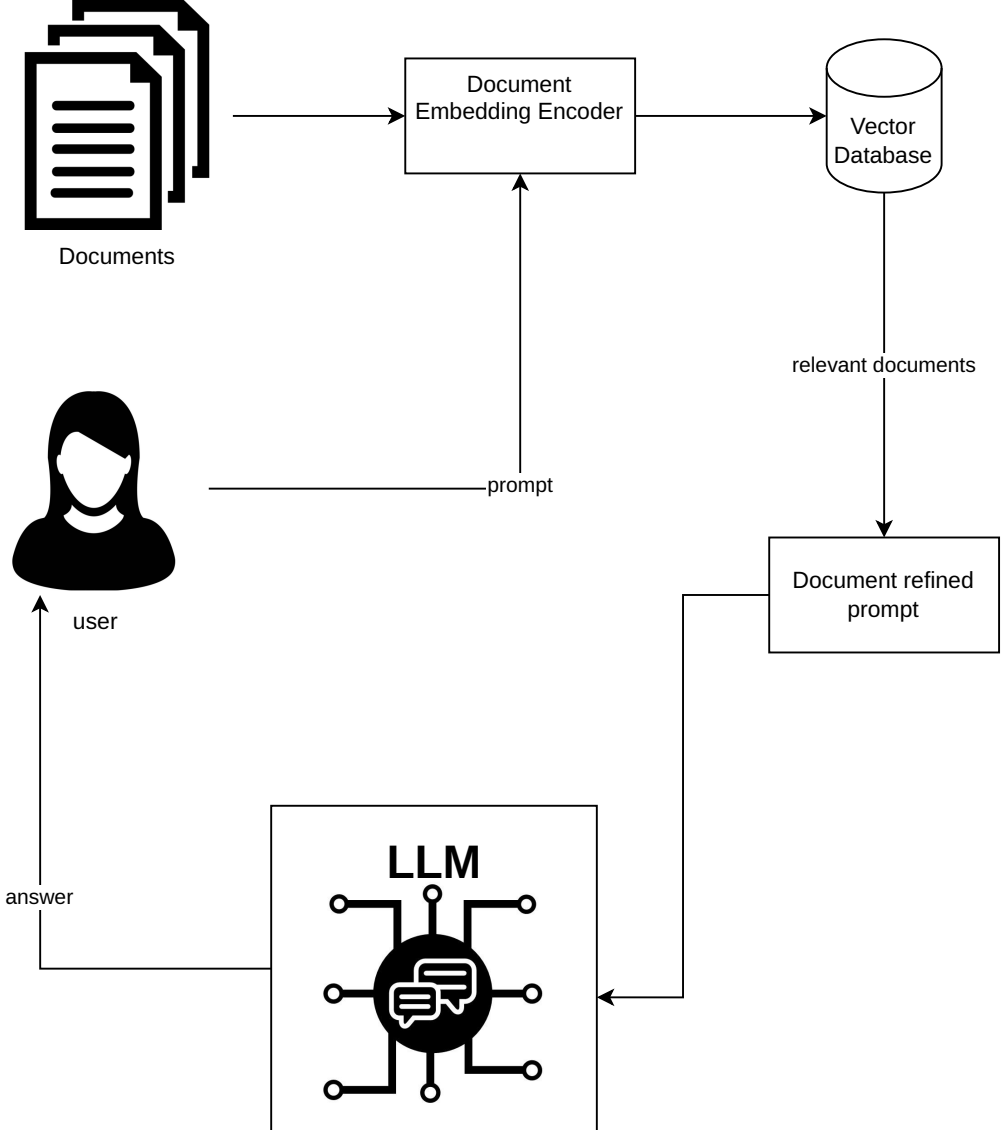 Document
Embedding Encoder
Vector
Database
Documents
relevant documents
prompt
Document refined
prompt
user
LLM
answer